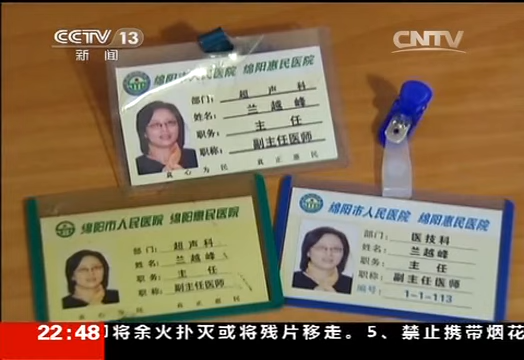 CCTV 13
新闻
CNTV
绵阳市人民医院 绵阳惠民医院
部门: 超声科
姓名: 兰越峰
职务: 主任
职称: 副主任医师
真心为民 真正惠民
绵阳市人民医院 绵阳惠民医院
部门: 超声科
姓名: 兰越峰
职务: 主任
职称: 副主任医师
绵阳市人民医院 绵阳惠民医院
部门: 医技科
姓名: 兰越峰
职务: 主任
职称: 副主任医师
编号: 1-1-113
22:48 将余火扑灭或将残片移走。5、禁止携带烟花